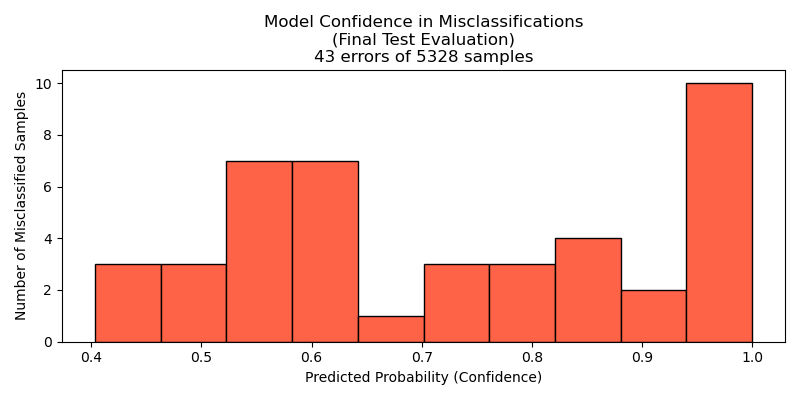 Model Confidence in Misclassifications
(Final Test Evaluation)
43 errors of 5328 samples
Number of Misclassified Samples
10
8
6
4
2
0
0.4 0.5 0.6 0.7 0.8 0.9 1.0
Predicted Probability (Confidence)